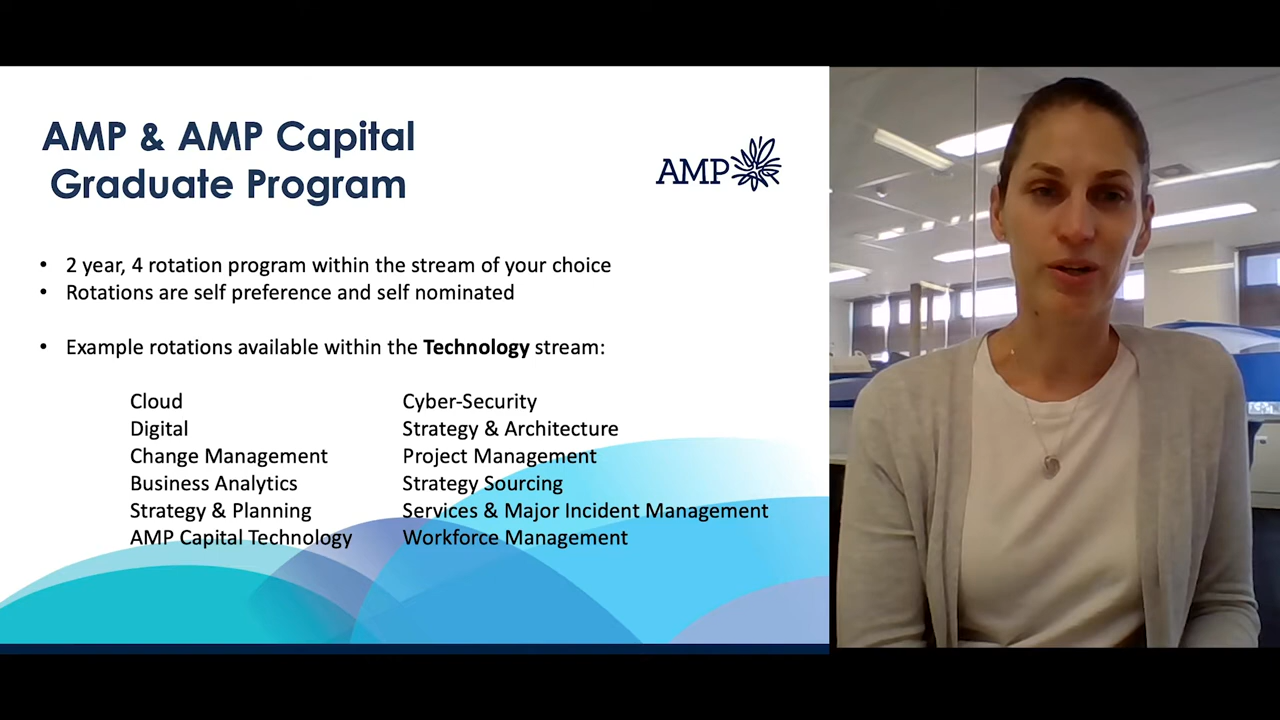 AMP & AMP Capital
Graduate Program
AMP
• 2 year, 4 rotation program within the stream of your choice
• Rotations are self preference and self nominated
• Example rotations available within the Technology stream:
Cloud
Digital
Change Management
Business Analytics
Strategy & Planning
AMP Capital Technology
Cyber-Security
Strategy & Architecture
Project Management
Strategy Sourcing
Services & Major Incident Management
Workforce Management